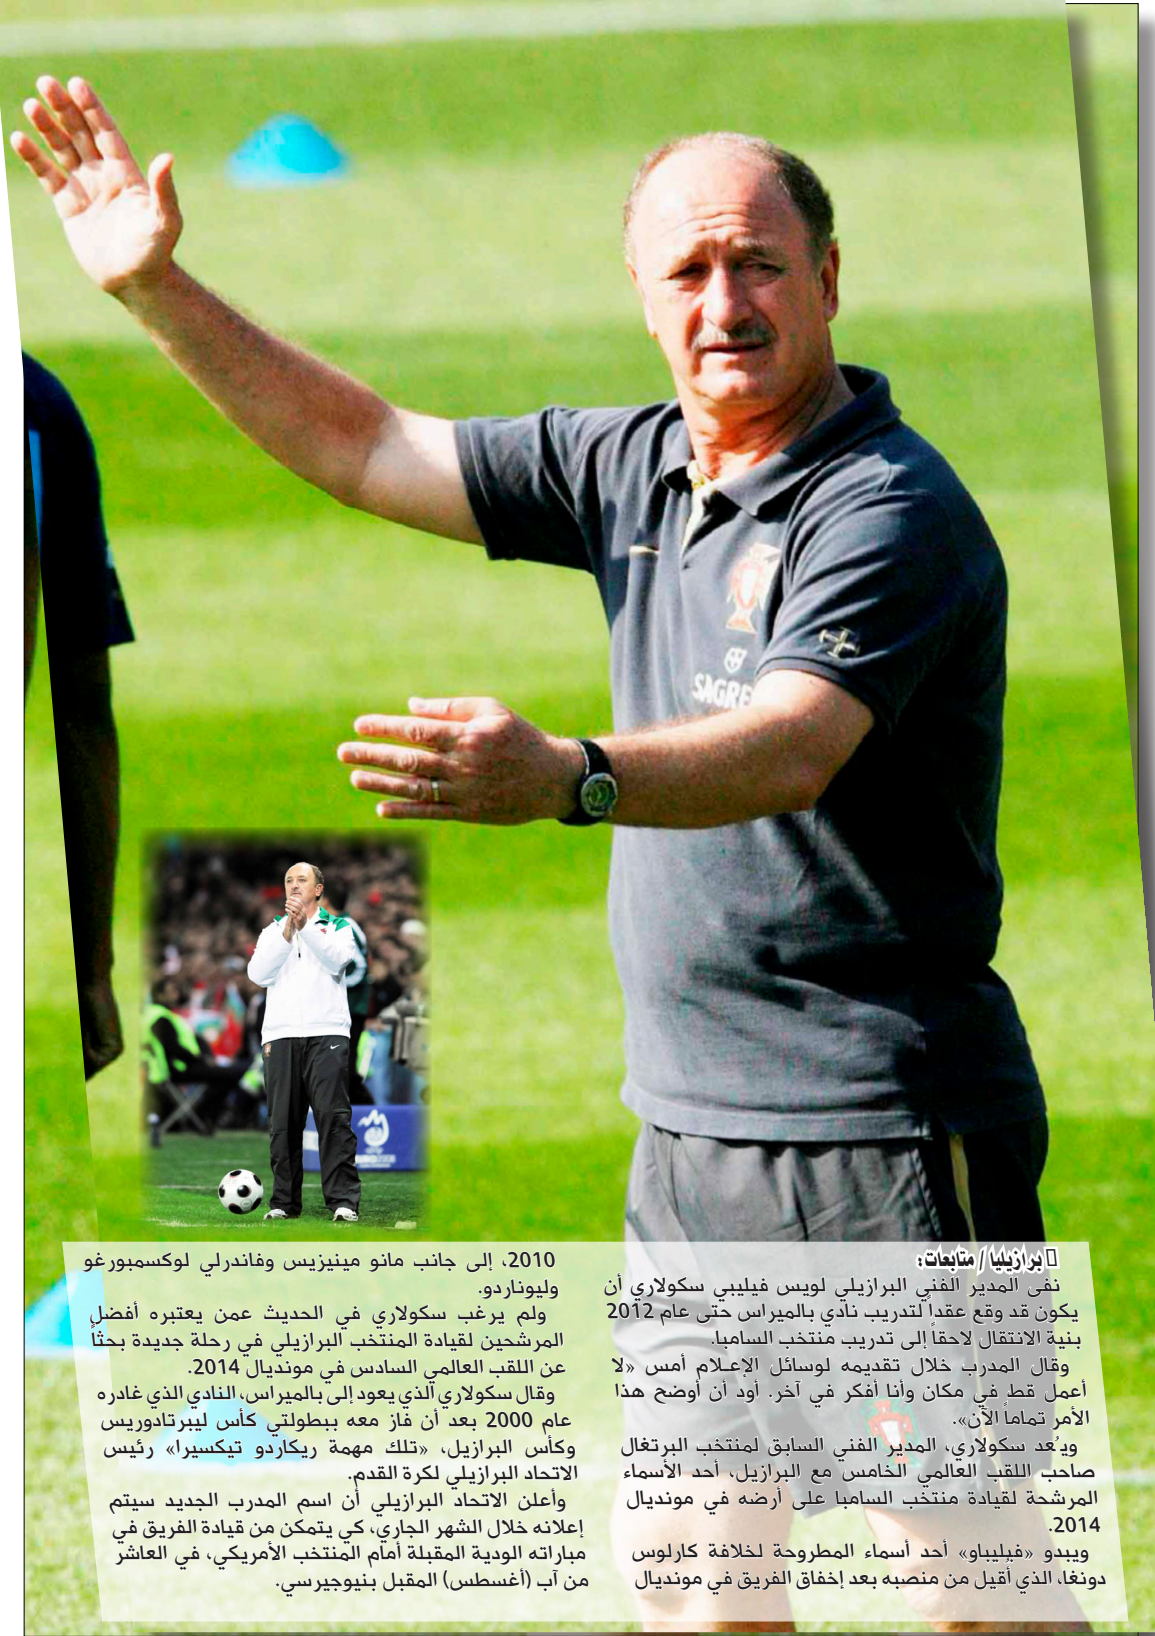 برازيليا / متابعات:
نفى المدير الفني البرازيلي لويس فيليبي سكولاري أن
يكون قد وقع عقداً لتدريب نادي بالميراس حتى عام 2012
بنية الانتقال لاحقاً إلى تدريب منتخب السامبا.
وقال المدرب خلال تقديمه لوسائل الإعلام أمس «لا
أعمل قط في مكان وأنا أفكر في آخر. أود أن أوضح هذا
الأمر تماماً الآن».
ويُعد سكولاري، المدير الفني السابق لمنتخب البرتغال
صاحب اللقب العالمي الخامس مع البرازيل، أحد الأسماء
المرشحة لقيادة منتخب السامبا على أرضه في مونديال
2014.
ويبدو «فيليباو» أحد أسماء المطروحة لخلافة كارلوس
دونغا، الذي أقيل من منصبه بعد إخفاق الفريق في مونديال
2010، إلى جانب مانو مينيزيس وفاندرلي لوكسمبورغو
وليوناردو.
ولم يرغب سكولاري في الحديث عمن يعتبره أفضل
المرشحين لقيادة المنتخب البرازيلي في رحلة جديدة بحثاً
عن اللقب العالمي السادس في مونديال 2014.
وقال سكولاري الذي يعود إلى بالميراس، النادي الذي غادره
عام 2000 بعد أن فاز معه ببطولتي كأس ليبرتادوريس
وكأس البرازيل، «تلك مهمة ريكاردو تيكسيرا» رئيس
الاتحاد البرازيلي لكرة القدم.
وأعلن الاتحاد البرازيلي أن اسم المدرب الجديد سيتم
إعلانه خلال الشهر الجاري، كي يتمكن من قيادة الفريق في
مباراته الودية المقبلة أمام المنتخب الأمريكي، في العاشر
من آب (أغسطس) المقبل بنيوجيرسي.
SAGRE